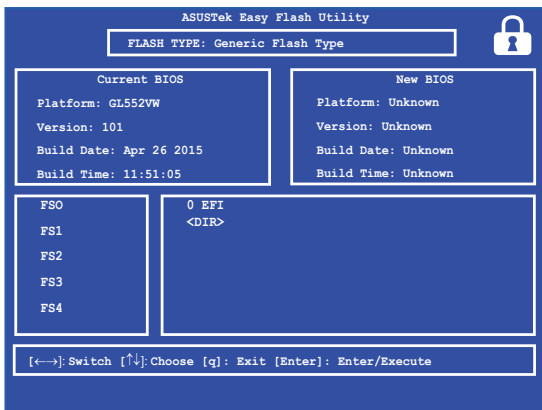 ASUSTek Easy Flash Utility
FLASH TYPE: Generic Flash Type
Current BIOS
Platform: GL552VW
Version: 101
Build Date: Apr 26 2015
Build Time: 11:51:05
New BIOS
Platform: Unknown
Version: Unknown
Build Date: Unknown
Build Time: Unknown
FSO
FS1
FS2
FS3
FS4
0 EFI
<DIR>
[←→]: Switch [↑↓]: Choose [q]: Exit [Enter]: Enter/Execute